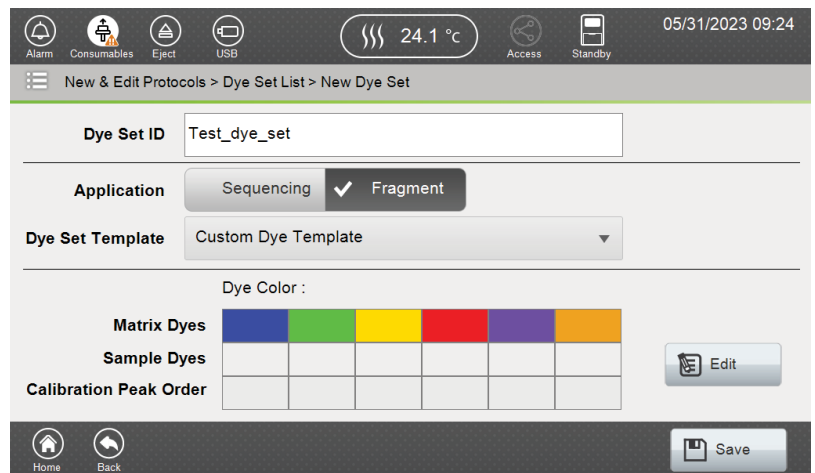 24.1 °c
05/31/2023 09:24
Alarm Consumables Eject USB Access Standby
New & Edit Protocols > Dye Set List > New Dye Set
Dye Set ID Test_dye_set
Application Sequencing Fragment
Dye Set Template Custom Dye Template
Dye Color :
Matrix Dyes
Sample Dyes
Edit
Calibration Peak Order
Home Back Save